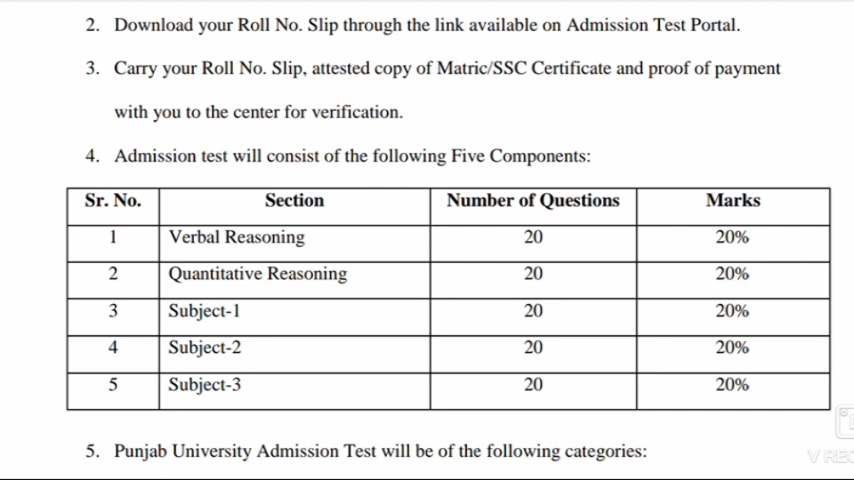 2. Download your Roll No. Slip through the link available on Admission Test Portal.
3. Carry your Roll No. Slip, attested copy of Matric/SSC Certificate and proof of payment
with you to the center for verification.
4. Admission test will consist of the following Five Components:
Sr. No. Section Number of Questions Marks
1 Verbal Reasoning 20 20%
2 Quantitative Reasoning 20 20%
3 Subject-1 20 20%
4 Subject-2 20 20%
5 Subject-3 20 20%
5. Punjab University Admission Test will be of the following categories:
V REC